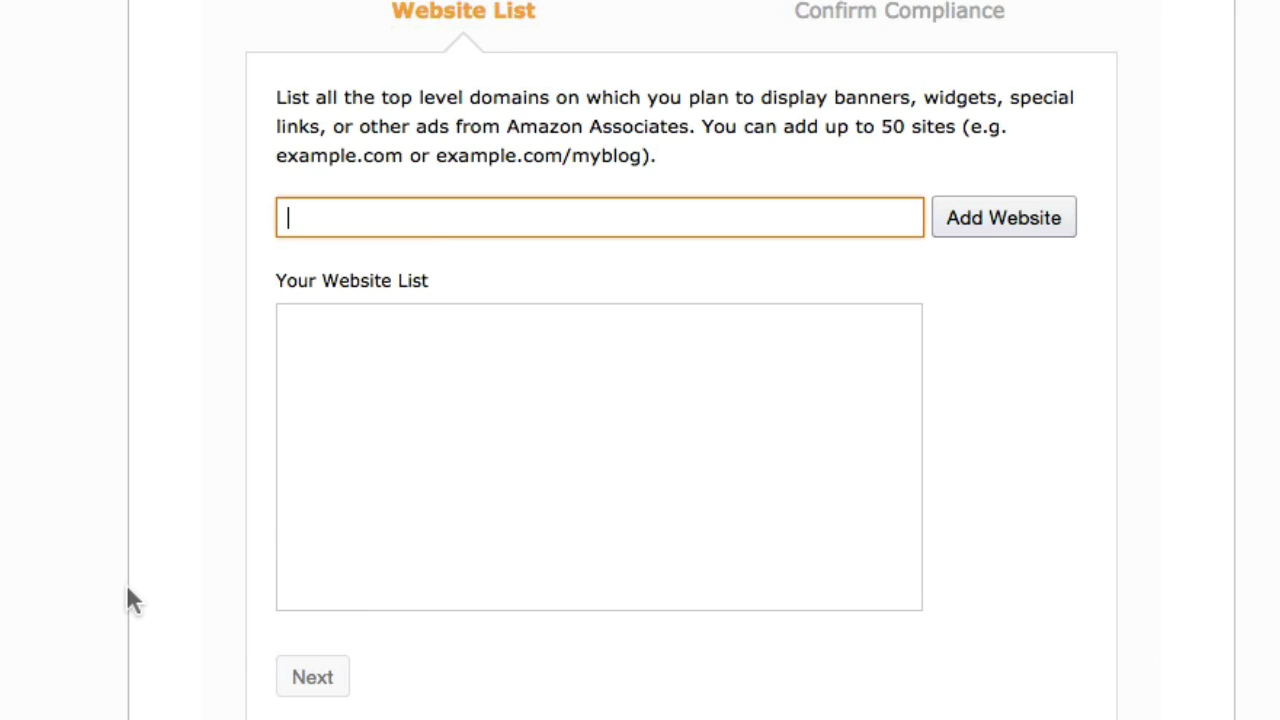 Website List
Confirm Compliance
List all the top level domains on which you plan to display banners, widgets, special
links, or other ads from Amazon Associates. You can add up to 50 sites (e.g.
example.com or example.com/myblog).
Add Website
Your Website List
Next